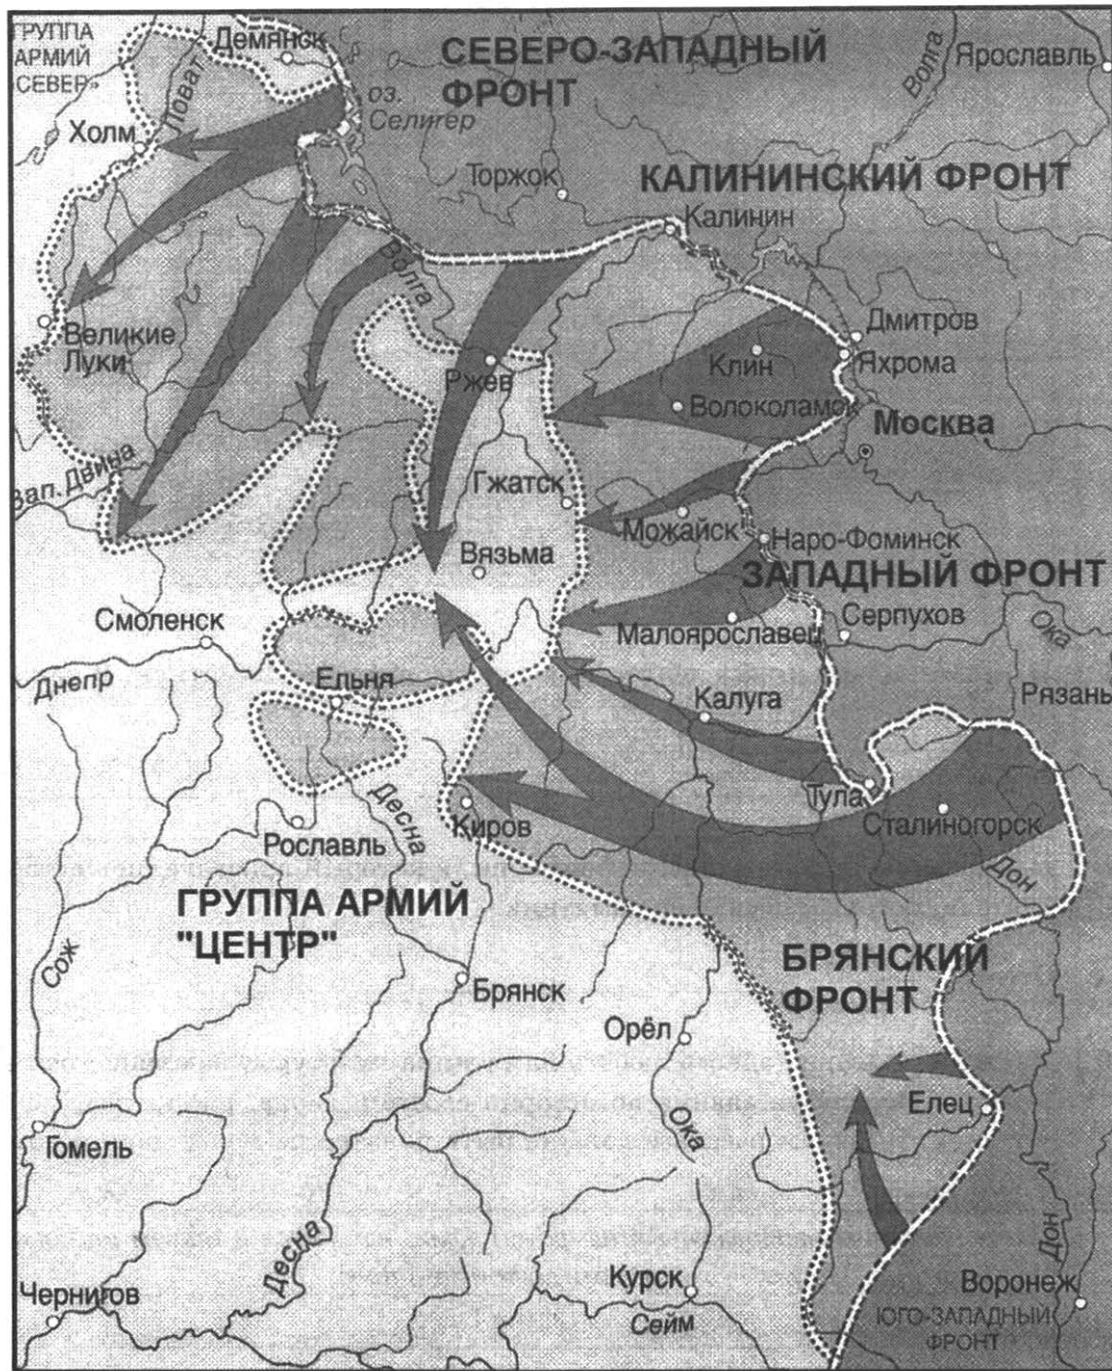 ГРУППА
АРМИЙ
«СЕВЕР»
Демянск
СЕВЕРО-ЗАПАДНЫЙ
ФРОНТ
Волга
Ярославль
Ловат
оз.
Селигер
Холм
Торжок
КАЛИНИНСКИЙ ФРОНТ
Калинин
Волга
Великие
Луки
Дмитров
Яхрома
Клин
Ржев
Волоколамск
Москва
Зап. Двина
Гжатск
Можайск
Наро-Фоминск
Вязьма
ЗАПАДНЫЙ ФРОНТ
Смоленск
Малоярославец
Серпухов
Ока
Днепр
Ельня
Калуга
Рязань
Тула
Десна
Киров
Сталиногорск
Рославль
Дон
ГРУППА АРМИЙ
"ЦЕНТР"
Сож
БРЯНСКИЙ
ФРОНТ
Брянск
Орёл
Елец
Ока
Гомель
Десна
Дон
Курск
Воронеж
Чернигов
Сейм
ЮГО-ЗАПАДНЫЙ
ФРОНТ